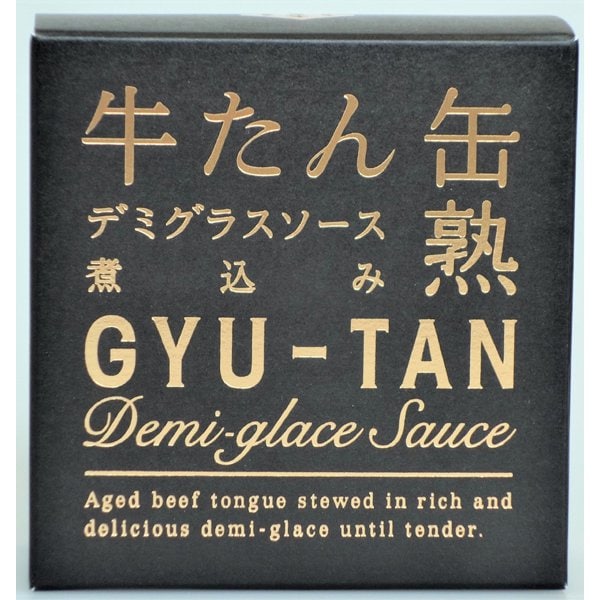 牛たん缶
デミグラスソース
煮込み
熟
GYU-TAN
Demi-glace Sauce
Aged beef tongue stewed in rich and
delicious demi-glace until tender.